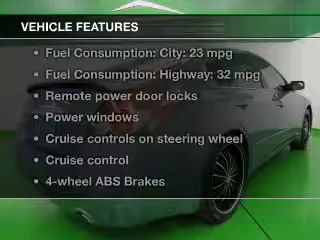 VEHICLE FEATURES
• Fuel Consumption: City: 23 mpg
• Fuel Consumption: Highway: 32 mpg
• Remote power door locks
• Power windows
• Cruise controls on steering wheel
• Cruise control
• 4-wheel ABS Brakes